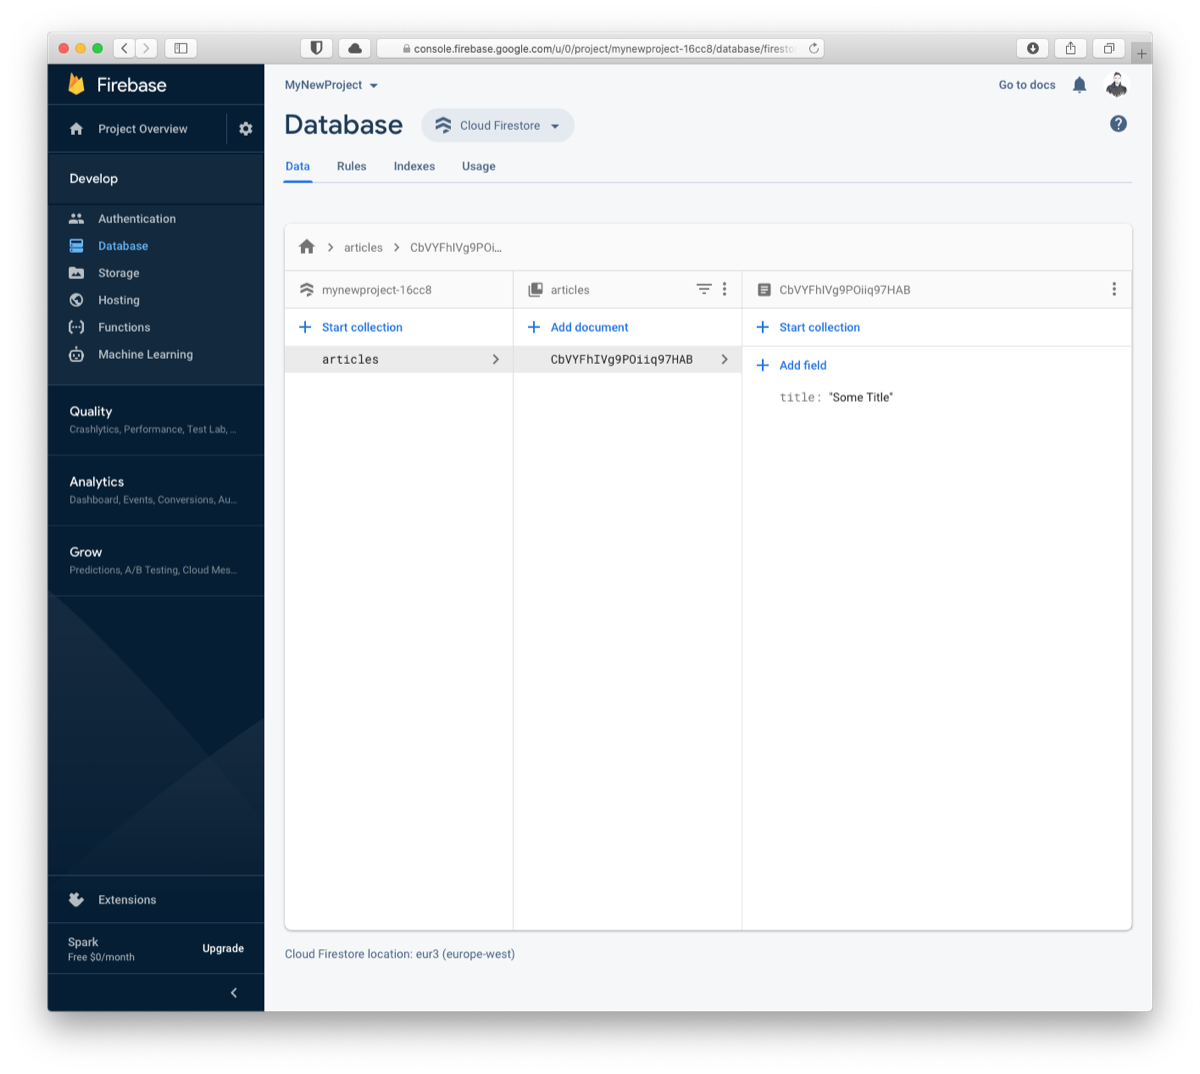 console.firebase.google.com/u/0/project/mynewproject-16cc8/database/firesto
Firebase
Project Overview
Develop
Authentication
Database
Storage
Hosting
Functions
Machine Learning
Quality
Crashlytics, Performance, Test Lab, ...
Analytics
Dashboard, Events, Conversions, Au...
Grow
Predictions, A/B Testing, Cloud Mes...
Extensions
Spark
Free $0/month
Upgrade
MyNewProject
Go to docs
Database
Cloud Firestore
Data Rules Indexes Usage
articles CbVYFhIVg9POi...
mynewproject-16cc8
Start collection
articles
articles
Add document
CbVYFhIVg9POiiq97HAB
CbVYFhIVg9POiiq97HAB
Start collection
Add field
title: "Some Title"
Cloud Firestore location: eur3 (europe-west)